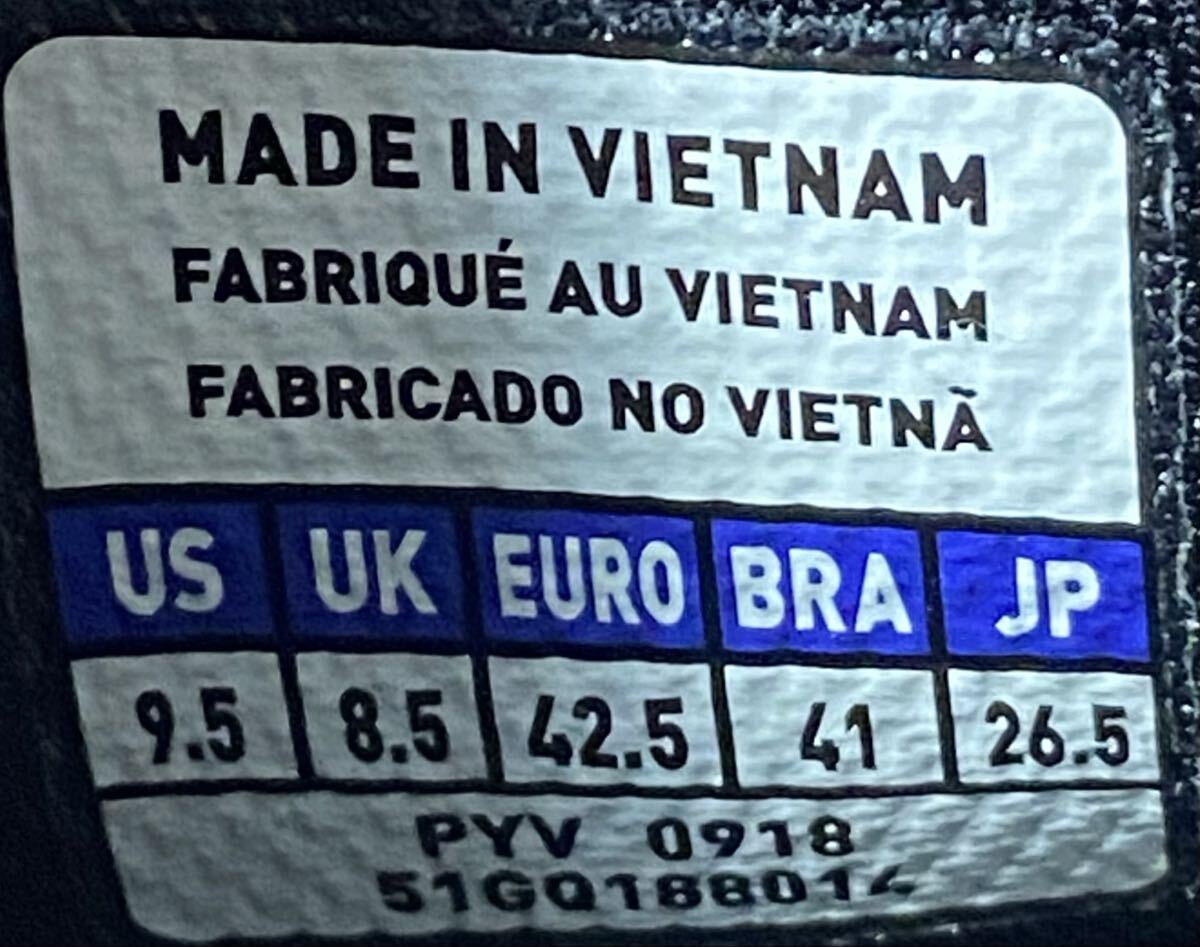 MADE IN VIETNAM
FABRIQUÉ AU VIETNAM
FABRICADO NO VIETNÃ
US UK EURO BRA JP
9.5 8.5 42.5 41 26.5
PYV 0918
51GQ188014